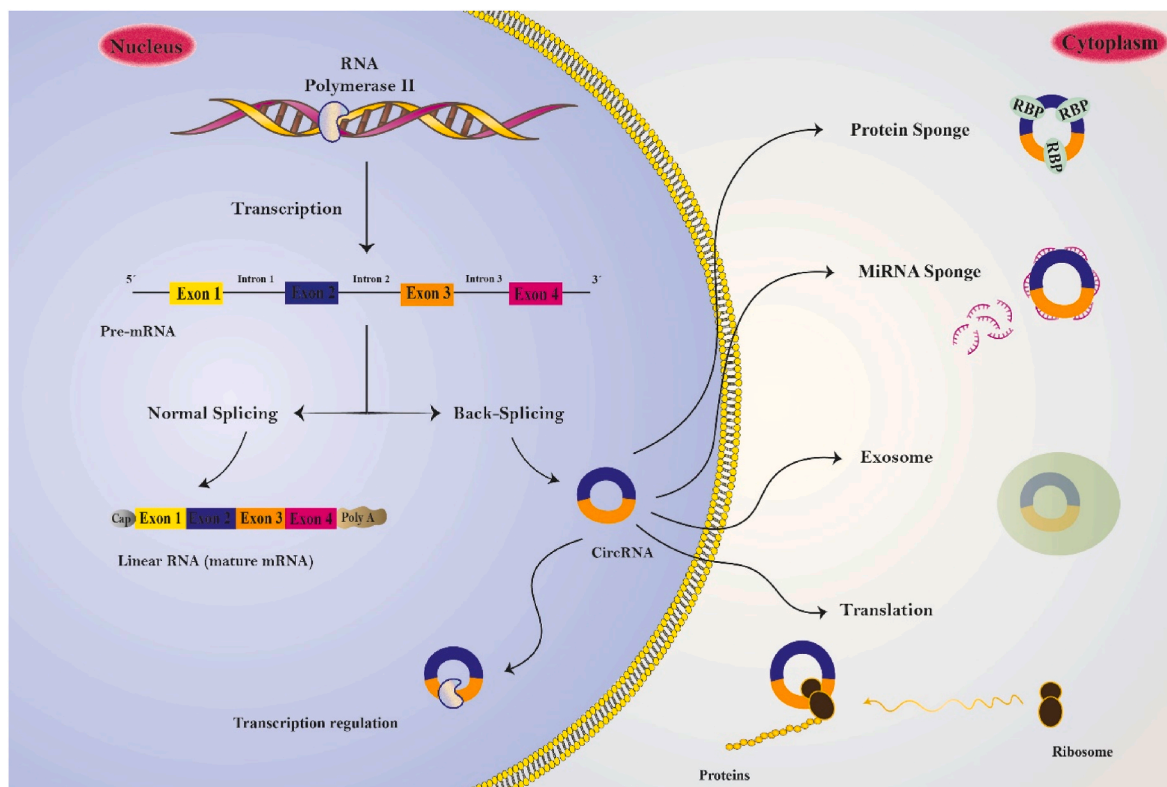 Nucleus
Cytoplasm
RNA
Polymerase II
Transcription
5´
Intron 1
Intron 2
Intron 3
3´
Exon 1
Exon 2
Exon 3
Exon 4
Pre-mRNA
Normal Splicing
Back-Splicing
Cap
Exon 1
Exon 2
Exon 3
Exon 4
Poly A
Linear RNA (mature mRNA)
CircRNA
Transcription regulation
Protein Sponge
RBP
RBP
RBP
MiRNA Sponge
Exosome
Translation
Proteins
Ribosome